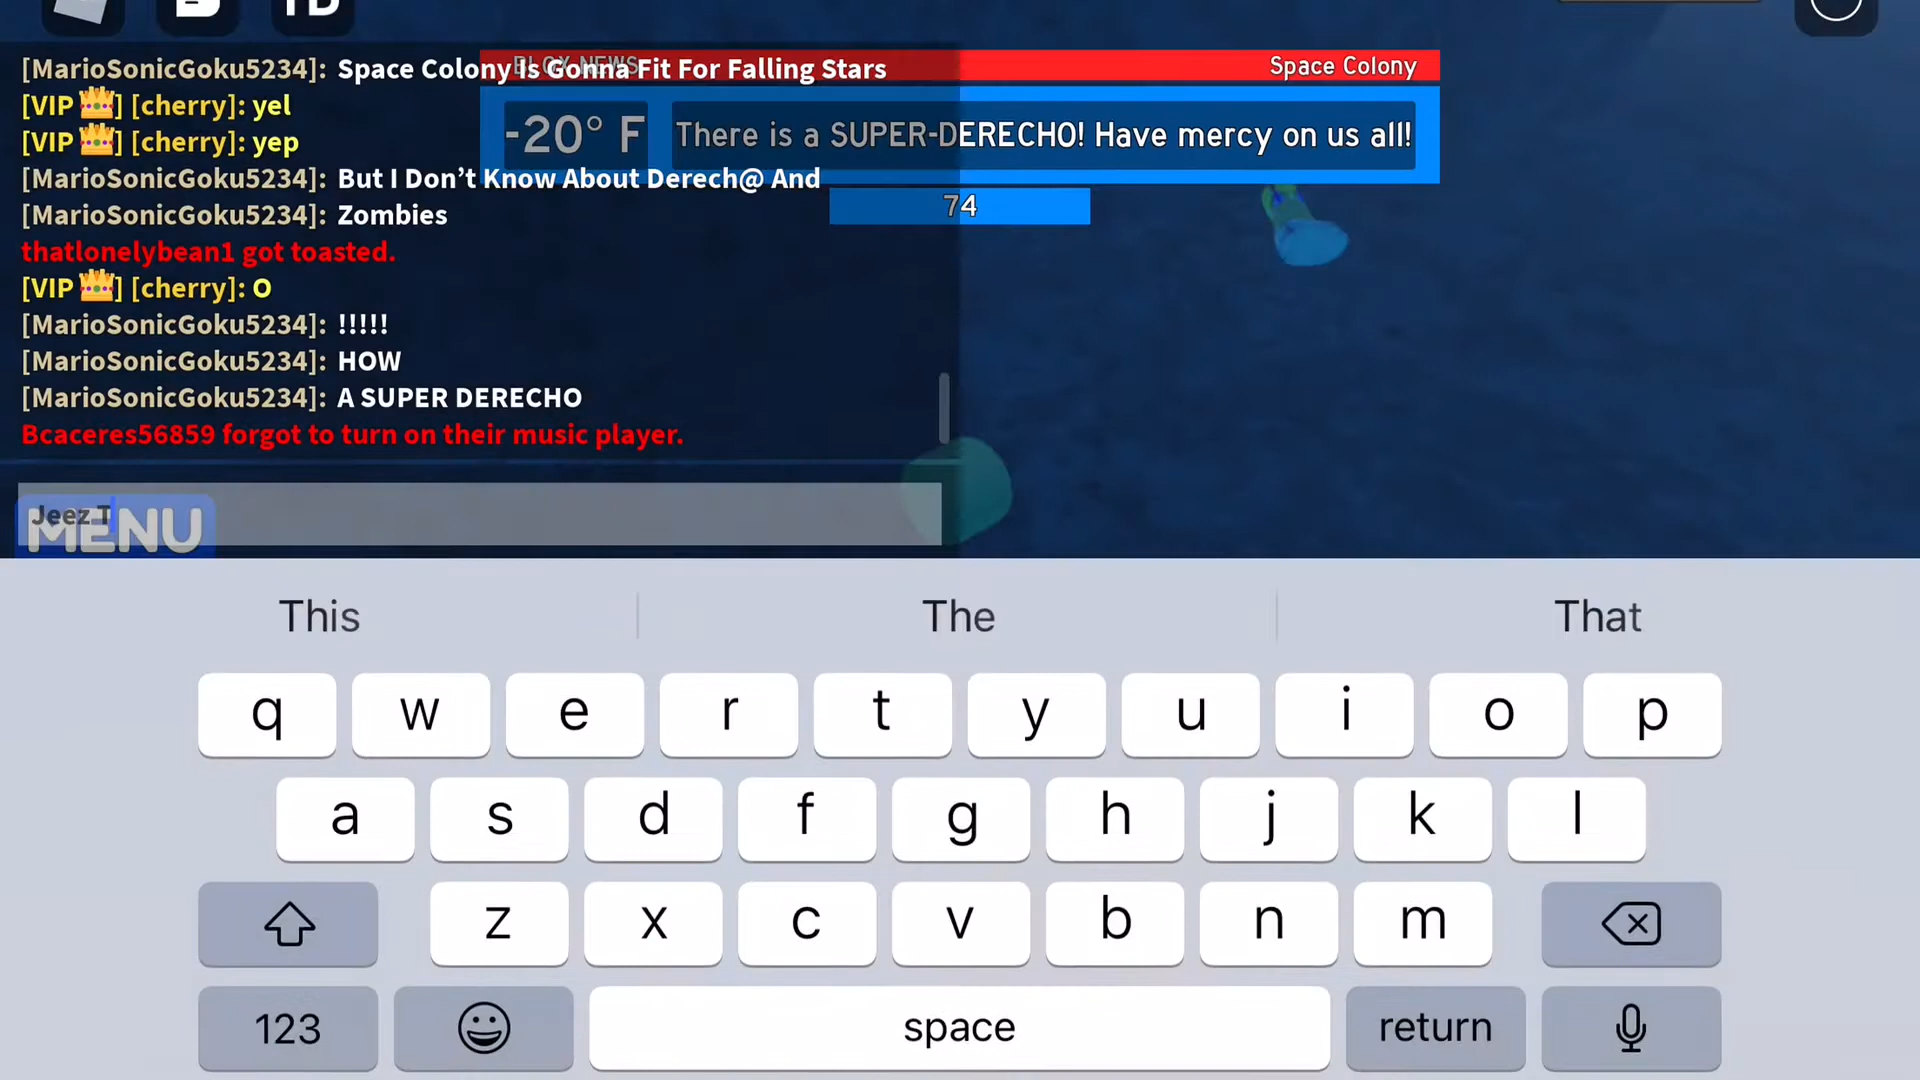 [MarioSonicGoku5234]: Space Colony Is Gonna Fit For Falling Stars
BLOX NEWS
Space Colony
[VIP 👑] [cherry]: yel
-20° F
There is a SUPER-DERECHO! Have mercy on us all!
[VIP 👑] [cherry]: yep
[MarioSonicGoku5234]: But I Don’t Know About Derech@ And
74
[MarioSonicGoku5234]: Zombies
thatlonelybean1 got toasted.
[VIP 👑] [cherry]: O
[MarioSonicGoku5234]: !!!!!
[MarioSonicGoku5234]: HOW
[MarioSonicGoku5234]: A SUPER DERECHO
Bcaceres56859 forgot to turn on their music player.
Jeez T
MENU
This The That
q w e r t y u i o p
a s d f g h j k l
z x c v b n m
123 space return